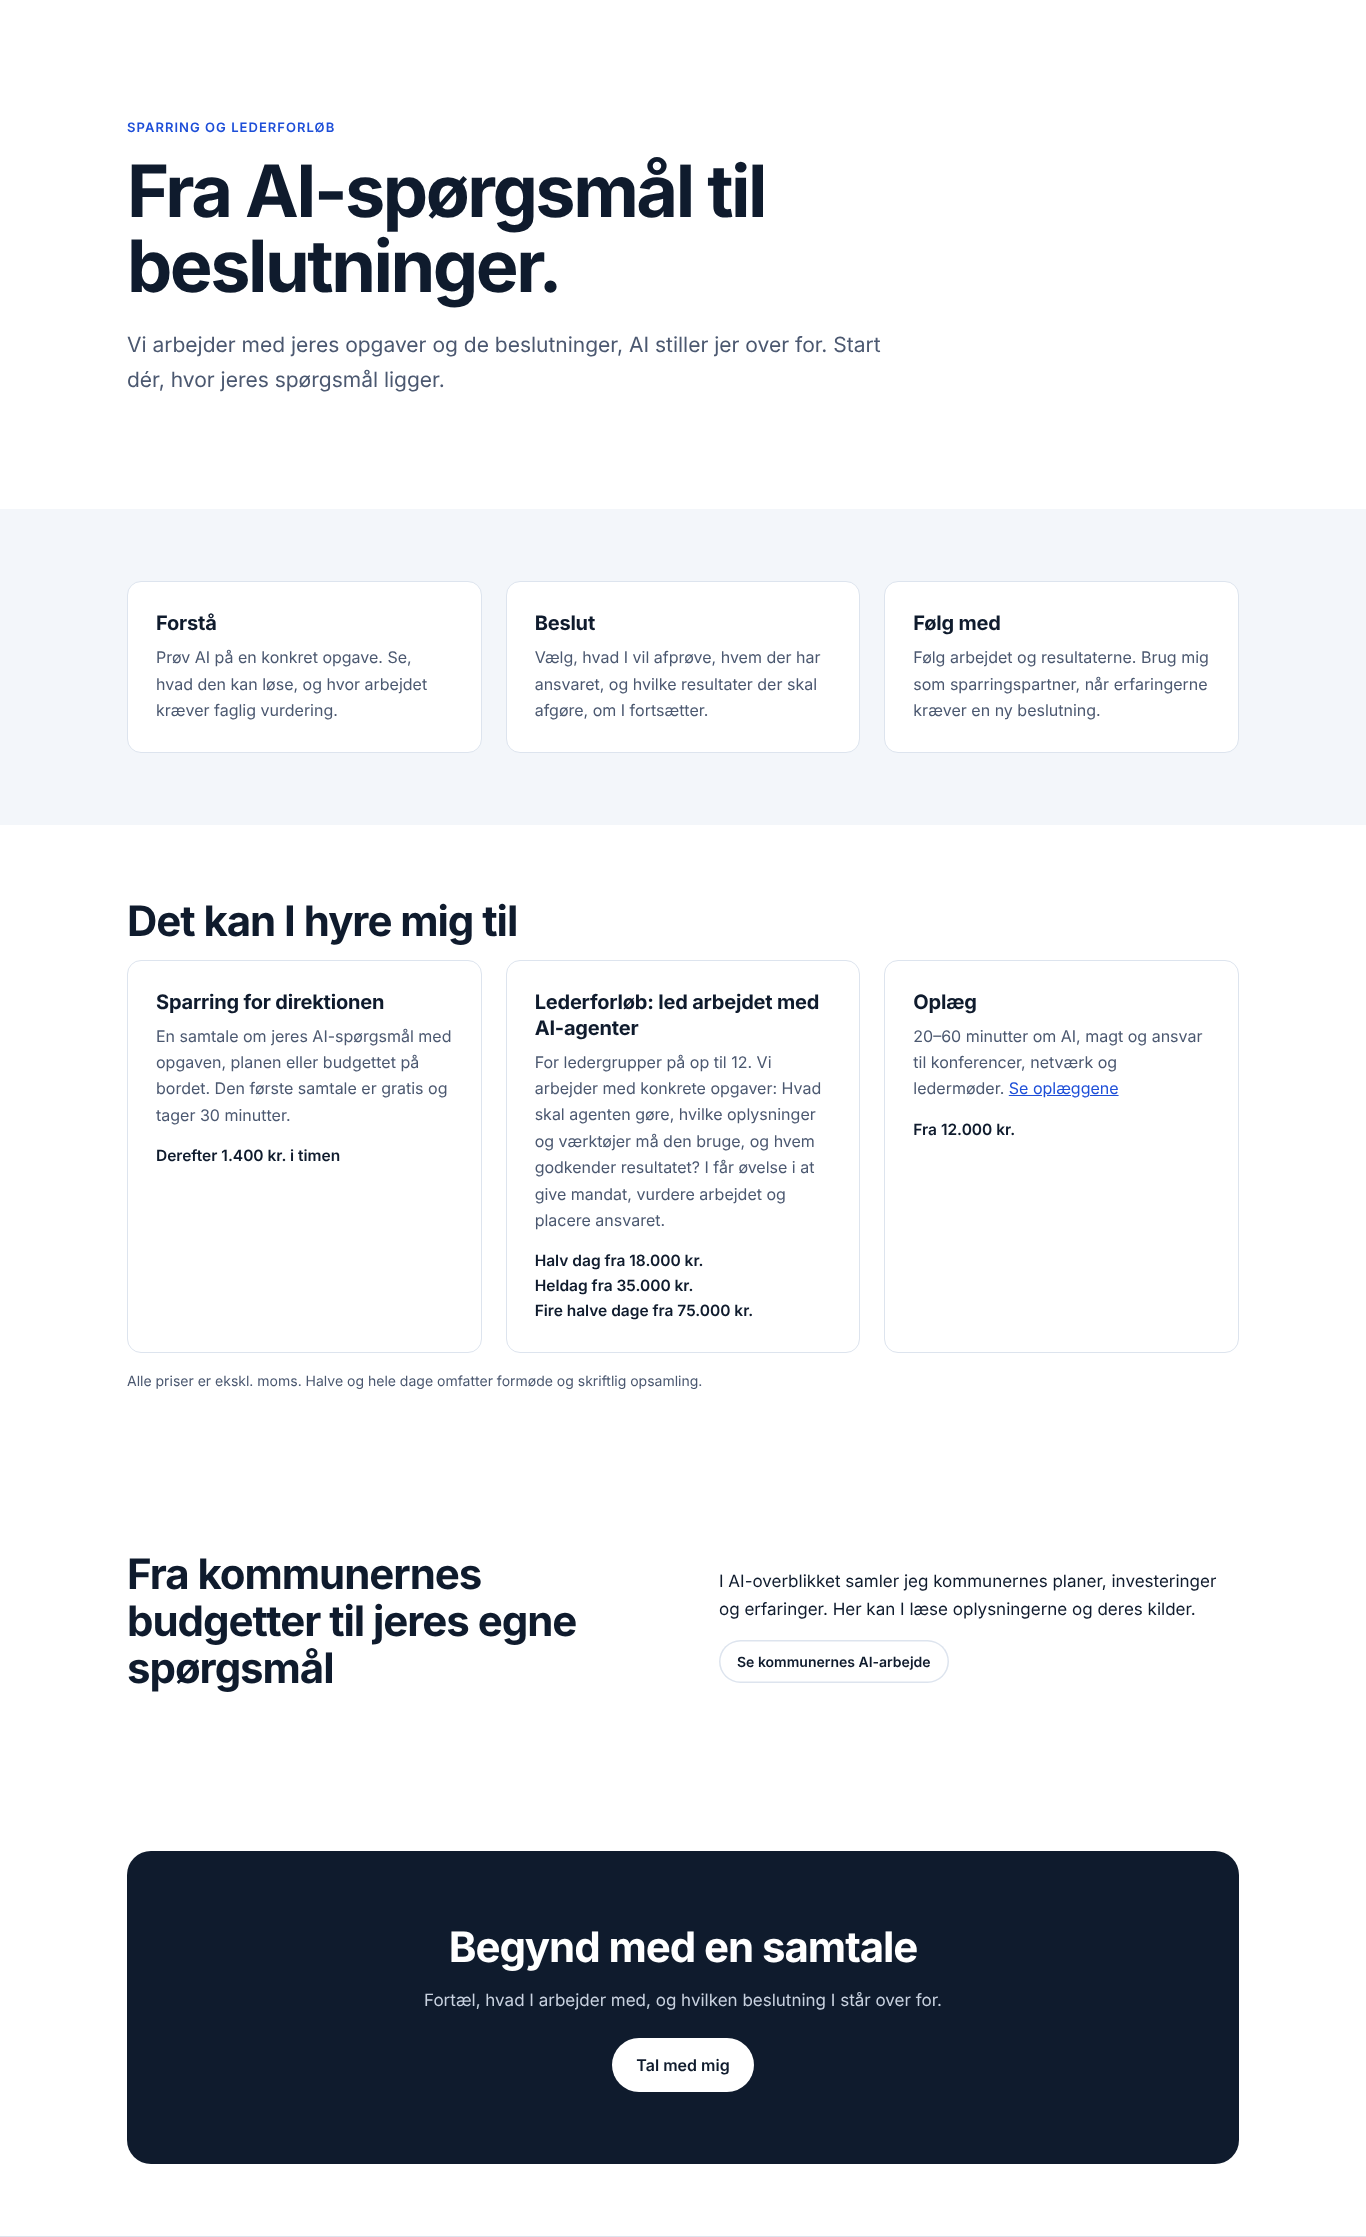 SPARRING OG LEDERFORLØB
Fra AI-spørgsmål til
beslutninger.
Vi arbejder med jeres opgaver og de beslutninger, AI stiller jer over for. Start
dér, hvor jeres spørgsmål ligger.
Forstå
Prøv AI på en konkret opgave. Se,
hvad den kan løse, og hvor arbejdet
kræver faglig vurdering.
Beslut
Vælg, hvad I vil afprøve, hvem der har
ansvaret, og hvilke resultater der skal
afgøre, om I fortsætter.
Følg med
Følg arbejdet og resultaterne. Brug mig
som sparringspartner, når erfaringerne
kræver en ny beslutning.
Det kan I hyre mig til
Sparring for direktionen
En samtale om jeres AI-spørgsmål med
opgaven, planen eller budgettet på
bordet. Den første samtale er gratis og
tager 30 minutter.
Derefter 1.400 kr. i timen
Lederforløb: led arbejdet med
AI-agenter
For ledergrupper på op til 12. Vi
arbejder med konkrete opgaver: Hvad
skal agenten gøre, hvilke oplysninger
og værktøjer må den bruge, og hvem
godkender resultatet? I får øvelse i at
give mandat, vurdere arbejdet og
placere ansvaret.
Halv dag fra 18.000 kr.
Heldag fra 35.000 kr.
Fire halve dage fra 75.000 kr.
Oplæg
20–60 minutter om AI, magt og ansvar
til konferencer, netværk og
ledermøder. Se oplæggene
Fra 12.000 kr.
Alle priser er ekskl. moms. Halve og hele dage omfatter formøde og skriftlig opsamling.
Fra kommunernes
budgetter til jeres egne
spørgsmål
I AI-overblikket samler jeg kommunernes planer, investeringer
og erfaringer. Her kan I læse oplysningerne og deres kilder.
Se kommunernes AI-arbejde
Begynd med en samtale
Fortæl, hvad I arbejder med, og hvilken beslutning I står over for.
Tal med mig